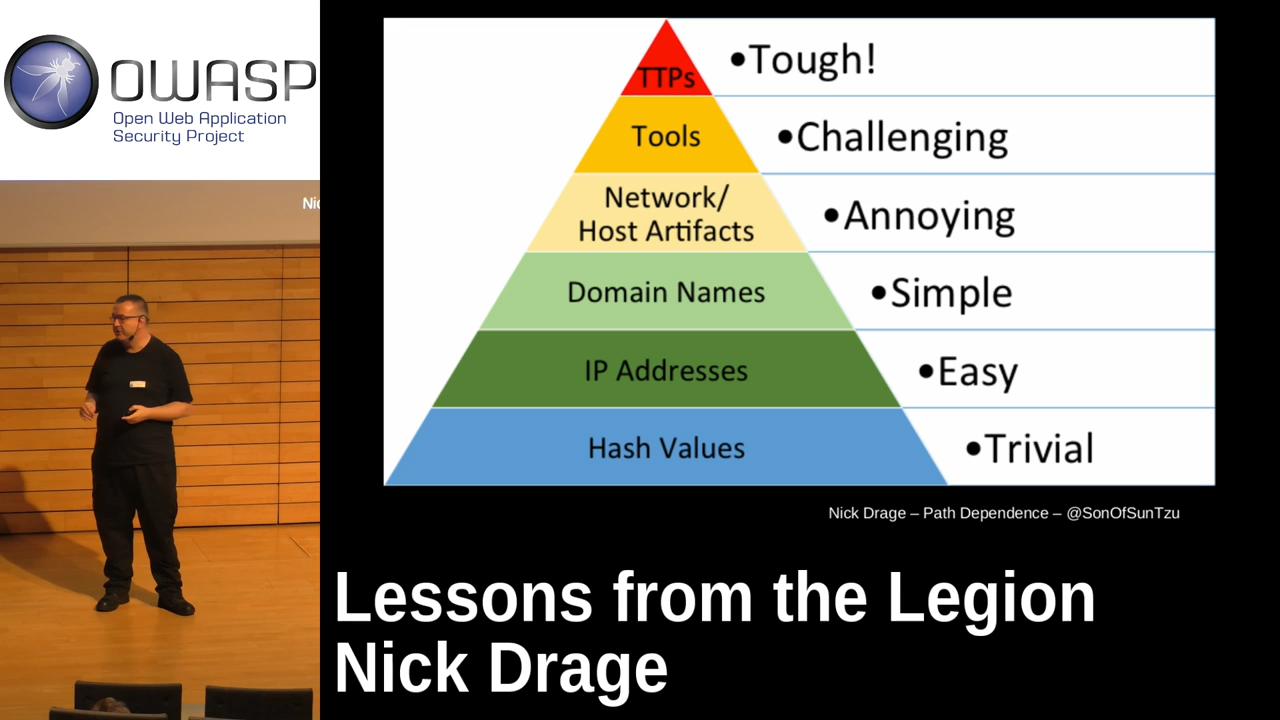 OWASP
Open Web Application
Security Project
Nic
TTPs
•Tough!
Tools
•Challenging
Network/
Host Artifacts
•Annoying
Domain Names
•Simple
IP Addresses
•Easy
Hash Values
•Trivial
Nick Drage – Path Dependence – @SonOfSunTzu
Lessons from the Legion
Nick Drage